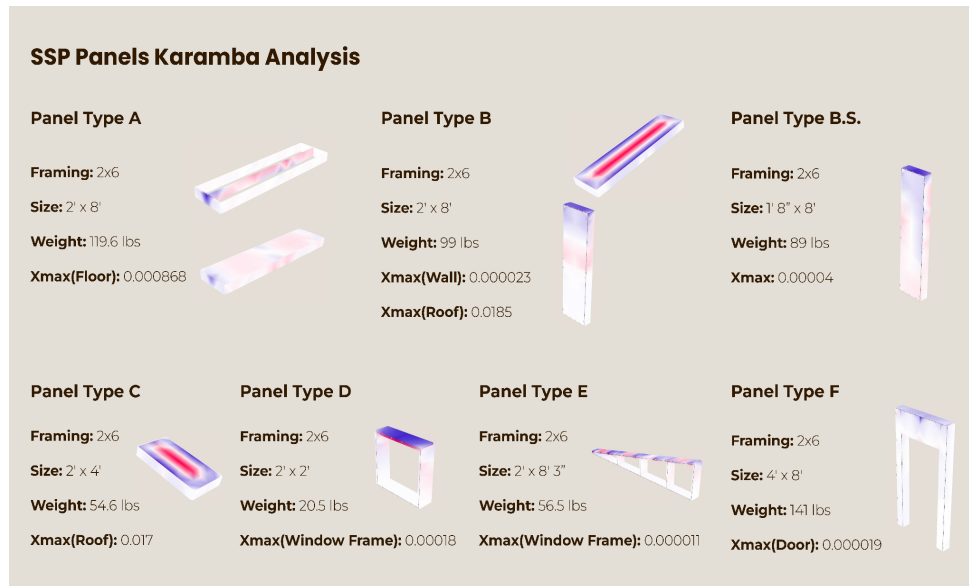 SSP Panels Karamba Analysis
Panel Type A
Framing: 2x6
Size: 2' x 8'
Weight: 119.6 lbs
Xmax(Floor): 0.000868
Panel Type B
Framing: 2x6
Size: 2' x 8'
Weight: 99 lbs
Xmax(Wall): 0.000023
Xmax(Roof): 0.0185
Panel Type B.S.
Framing: 2x6
Size: 1' 8” x 8'
Weight: 89 lbs
Xmax: 0.00004
Panel Type C
Framing: 2x6
Size: 2' x 4'
Weight: 54.6 lbs
Xmax(Roof): 0.017
Panel Type D
Framing: 2x6
Size: 2' x 2'
Weight: 20.5 lbs
Xmax(Window Frame): 0.00018
Panel Type E
Framing: 2x6
Size: 2' x 8' 3”
Weight: 56.5 lbs
Xmax(Window Frame): 0.000011
Panel Type F
Framing: 2x6
Size: 4' x 8'
Weight: 141 lbs
Xmax(Door): 0.000019